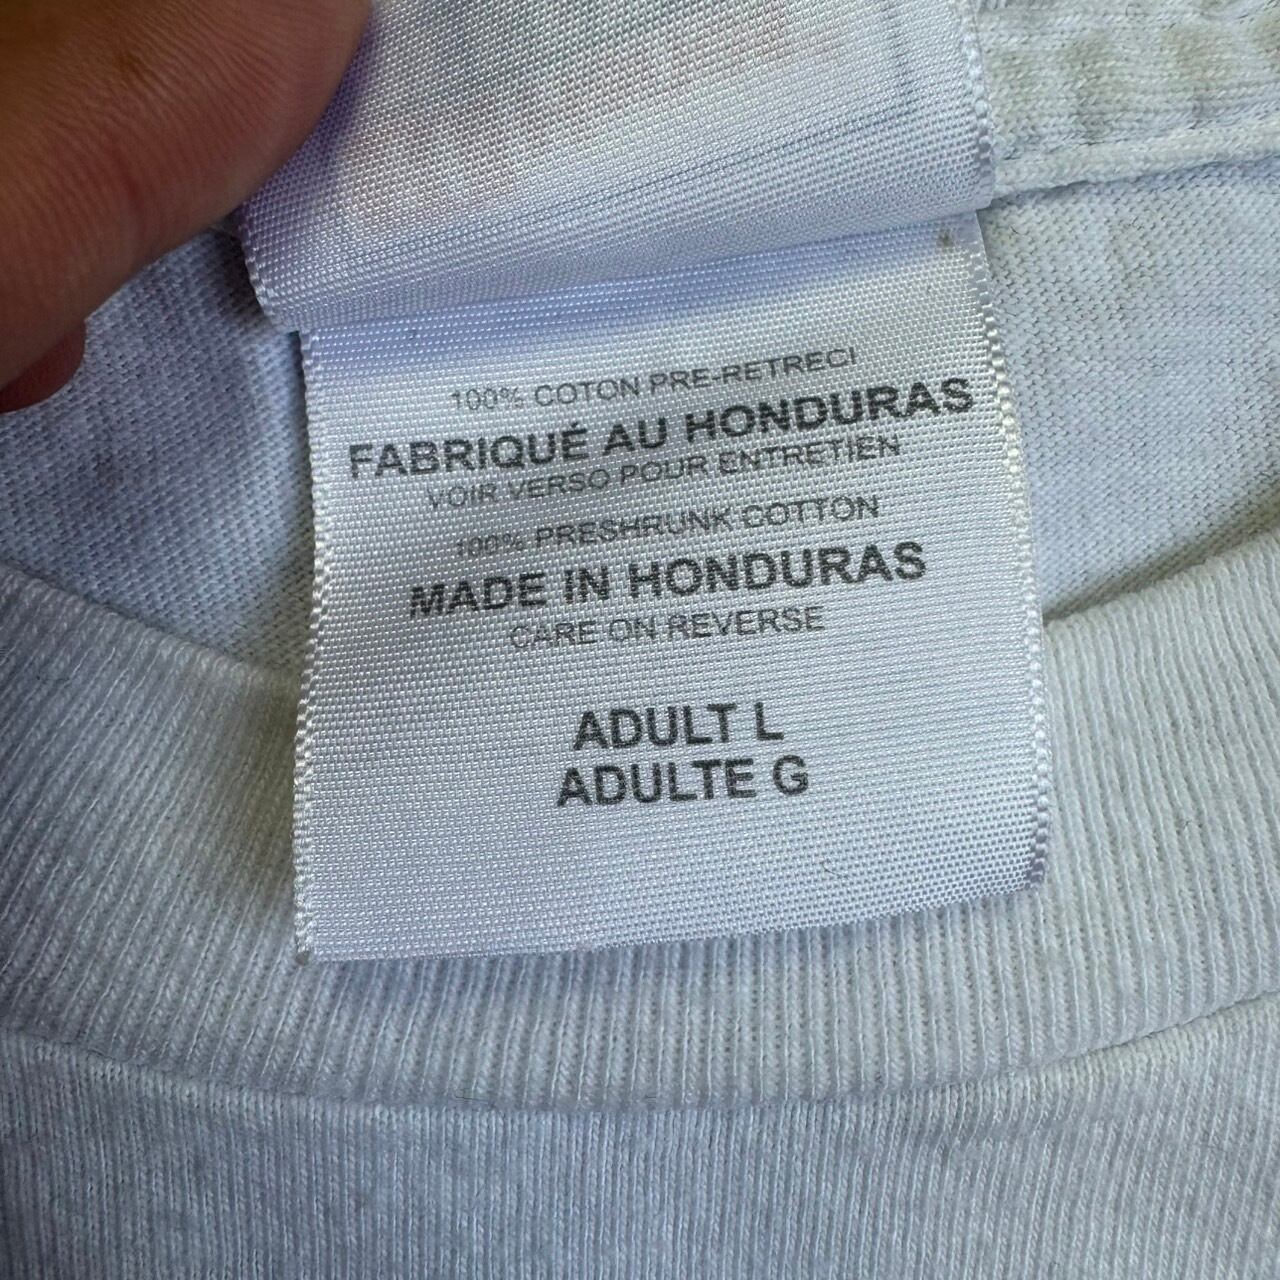 100% COTON PRE-RETRECI
FABRIQUÉ AU HONDURAS
VOIR VERSO POUR ENTRETIEN
100% PRESHRUNK COTTON
MADE IN HONDURAS
CARE ON REVERSE
ADULT L
ADULTE G